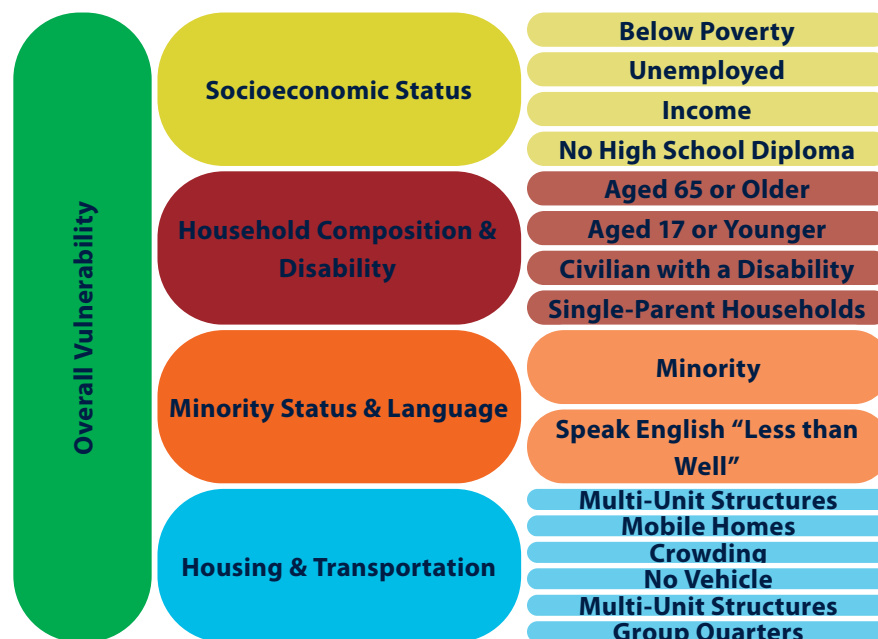 Overall Vulnerability
Socioeconomic Status
Below Poverty
Unemployed
Income
No High School Diploma
Household Composition &
Disability
Aged 65 or Older
Aged 17 or Younger
Civilian with a Disability
Single-Parent Households
Minority Status & Language
Minority
Speak English “Less than
Well”
Housing & Transportation
Multi-Unit Structures
Mobile Homes
Crowding
No Vehicle
Multi-Unit Structures
Group Quarters